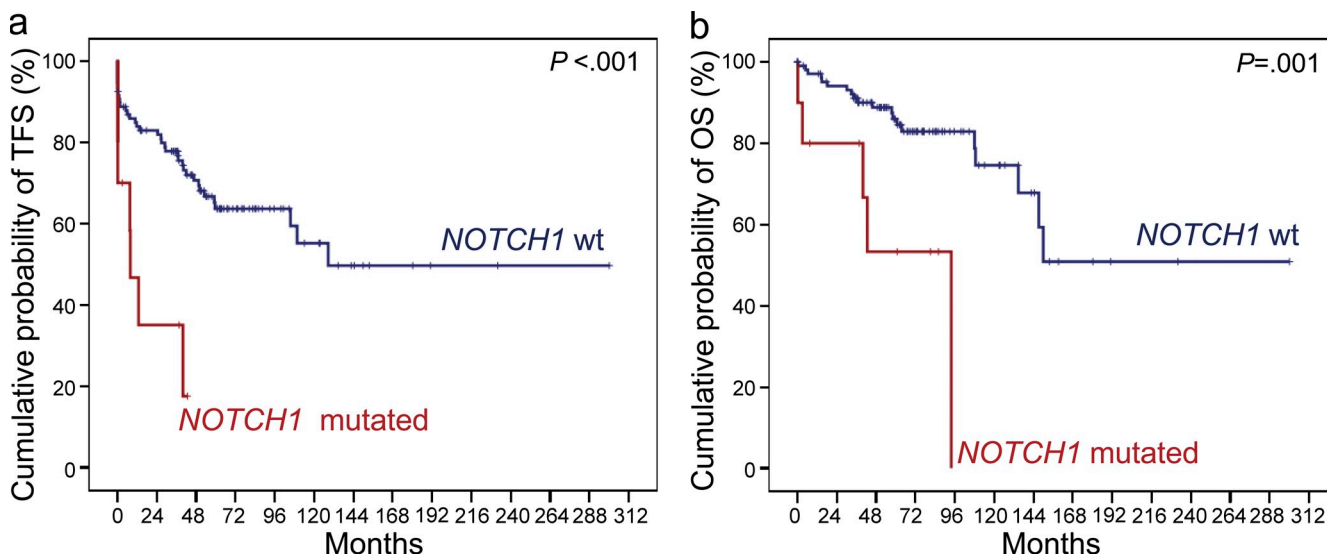 a
Cumulative probability of TFS (%)
100
80
60
40
20
0
P <.001
NOTCH1 wt
NOTCH1 mutated
0 24 48 72 96 120 144 168 192 216 240 264 288 312
Months
b
Cumulative probability of OS (%)
100
80
60
40
20
0
P=.001
NOTCH1 wt
NOTCH1 mutated
0 24 48 72 96 120 144 168 192 216 240 264 288 312
Months